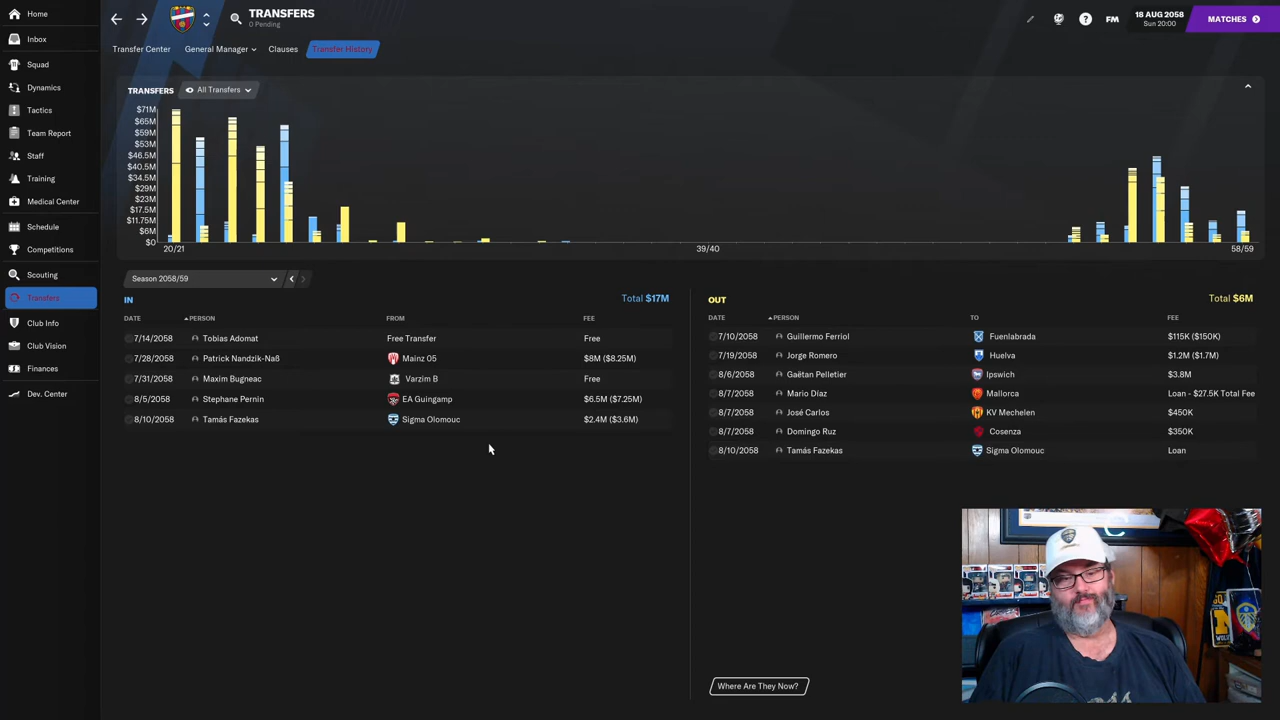 Home
Inbox
Squad
Dynamics
Tactics
Team Report
Staff
Training
Medical Center
Schedule
Competitions
Scouting
Transfers
Club Info
Club Vision
Finances
Dev. Center
TRANSFERS
0 Pending
FM
18 AUG 2058
Sun 20:00
MATCHES
Transfer Center General Manager Clauses Transfer History
TRANSFERS All Transfers
$71M
$65M
$59M
$53M
$46.5M
$40.5M
$34.5M
$29M
$23M
$17.5M
$11.75M
$6M
$0
20/21 39/40 58/59
Season 2058/59
IN Total $17M
DATE PERSON FROM FEE
7/14/2058 Tobias Adomat Free Transfer Free
7/28/2058 Patrick Nandzik-Naß Mainz 05 $8M ($8.25M)
7/31/2058 Maxim Bugneac Varzim B Free
8/5/2058 Stephane Pernin EA Guingamp $6.5M ($7.25M)
8/10/2058 Tamás Fazekas Sigma Olomouc $2.4M ($3.6M)
OUT Total $6M
DATE PERSON TO FEE
7/10/2058 Guillermo Ferriol Fuenlabrada $115K ($150K)
7/19/2058 Jorge Romero Huelva $1.2M ($1.7M)
8/6/2058 Gaëtan Pelletier Ipswich $3.8M
8/7/2058 Mario Díaz Mallorca Loan - $27.5K Total Fee
8/7/2058 José Carlos KV Mechelen $450K
8/7/2058 Domingo Ruz Cosenza $350K
8/10/2058 Tamás Fazekas Sigma Olomouc Loan
Where Are They Now?